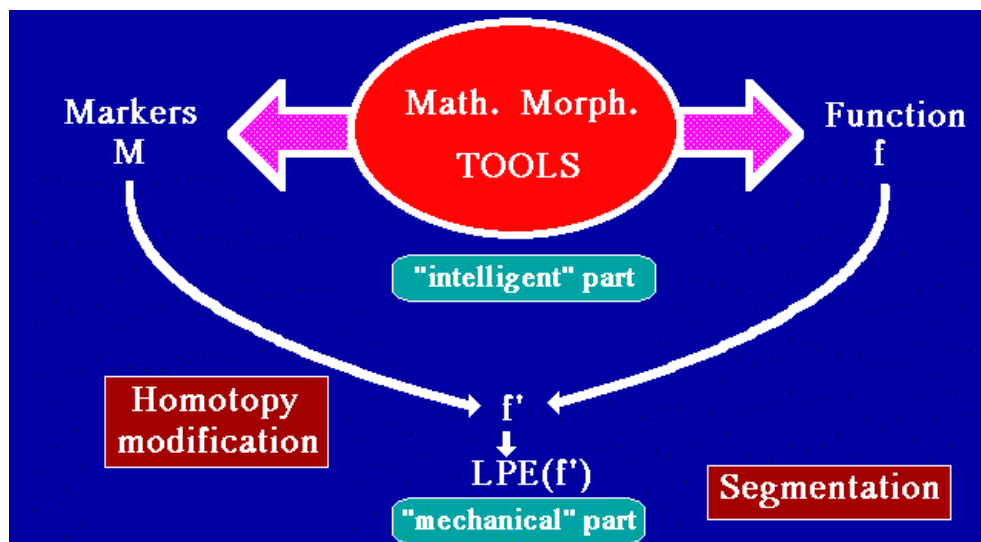 Math. Morph.
TOOLS
Markers
M
Function
f
"intelligent" part
Homotopy
modification
f'
LPE(f')
"mechanical" part
Segmentation